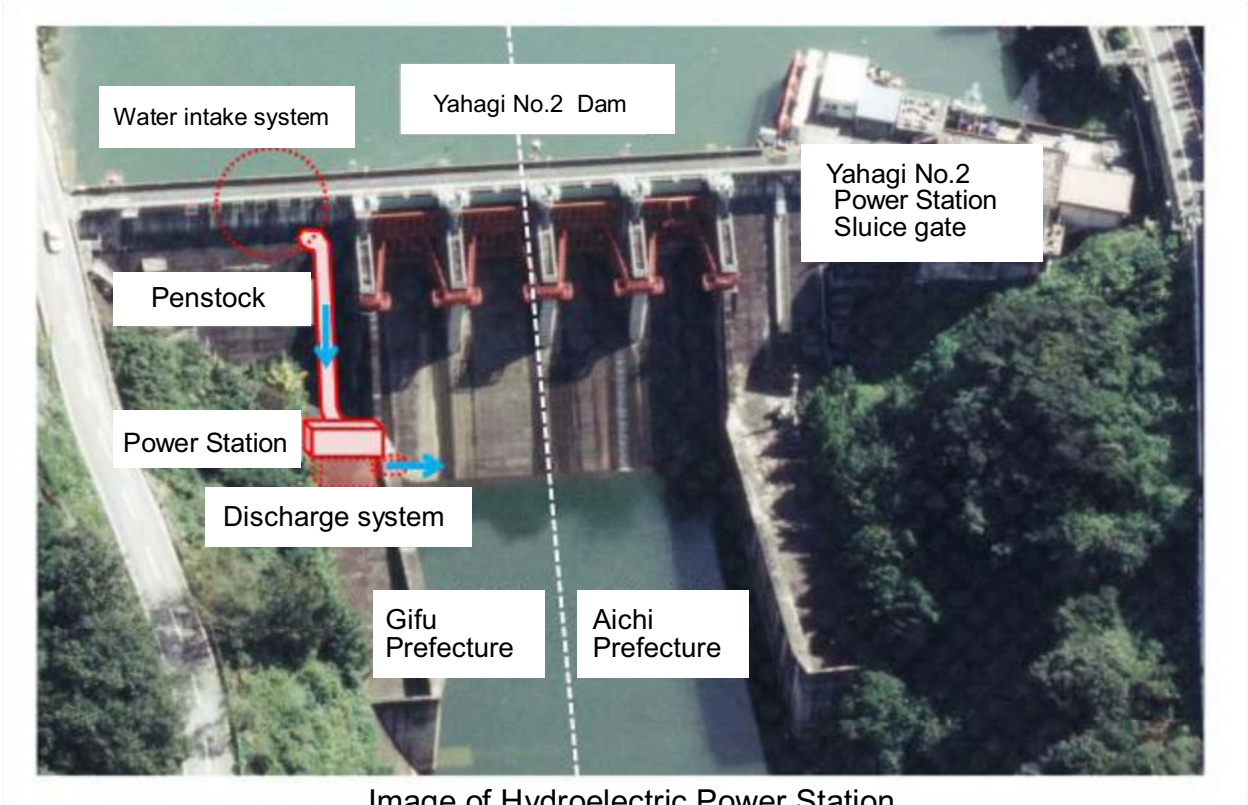 Water intake system
Yahagi No.2 Dam
Yahagi No.2
Power Station
Sluice gate
Penstock
Power Station
Discharge system
Gifu
Prefecture
Aichi
Prefecture
Image of Hydroelectric Power Station